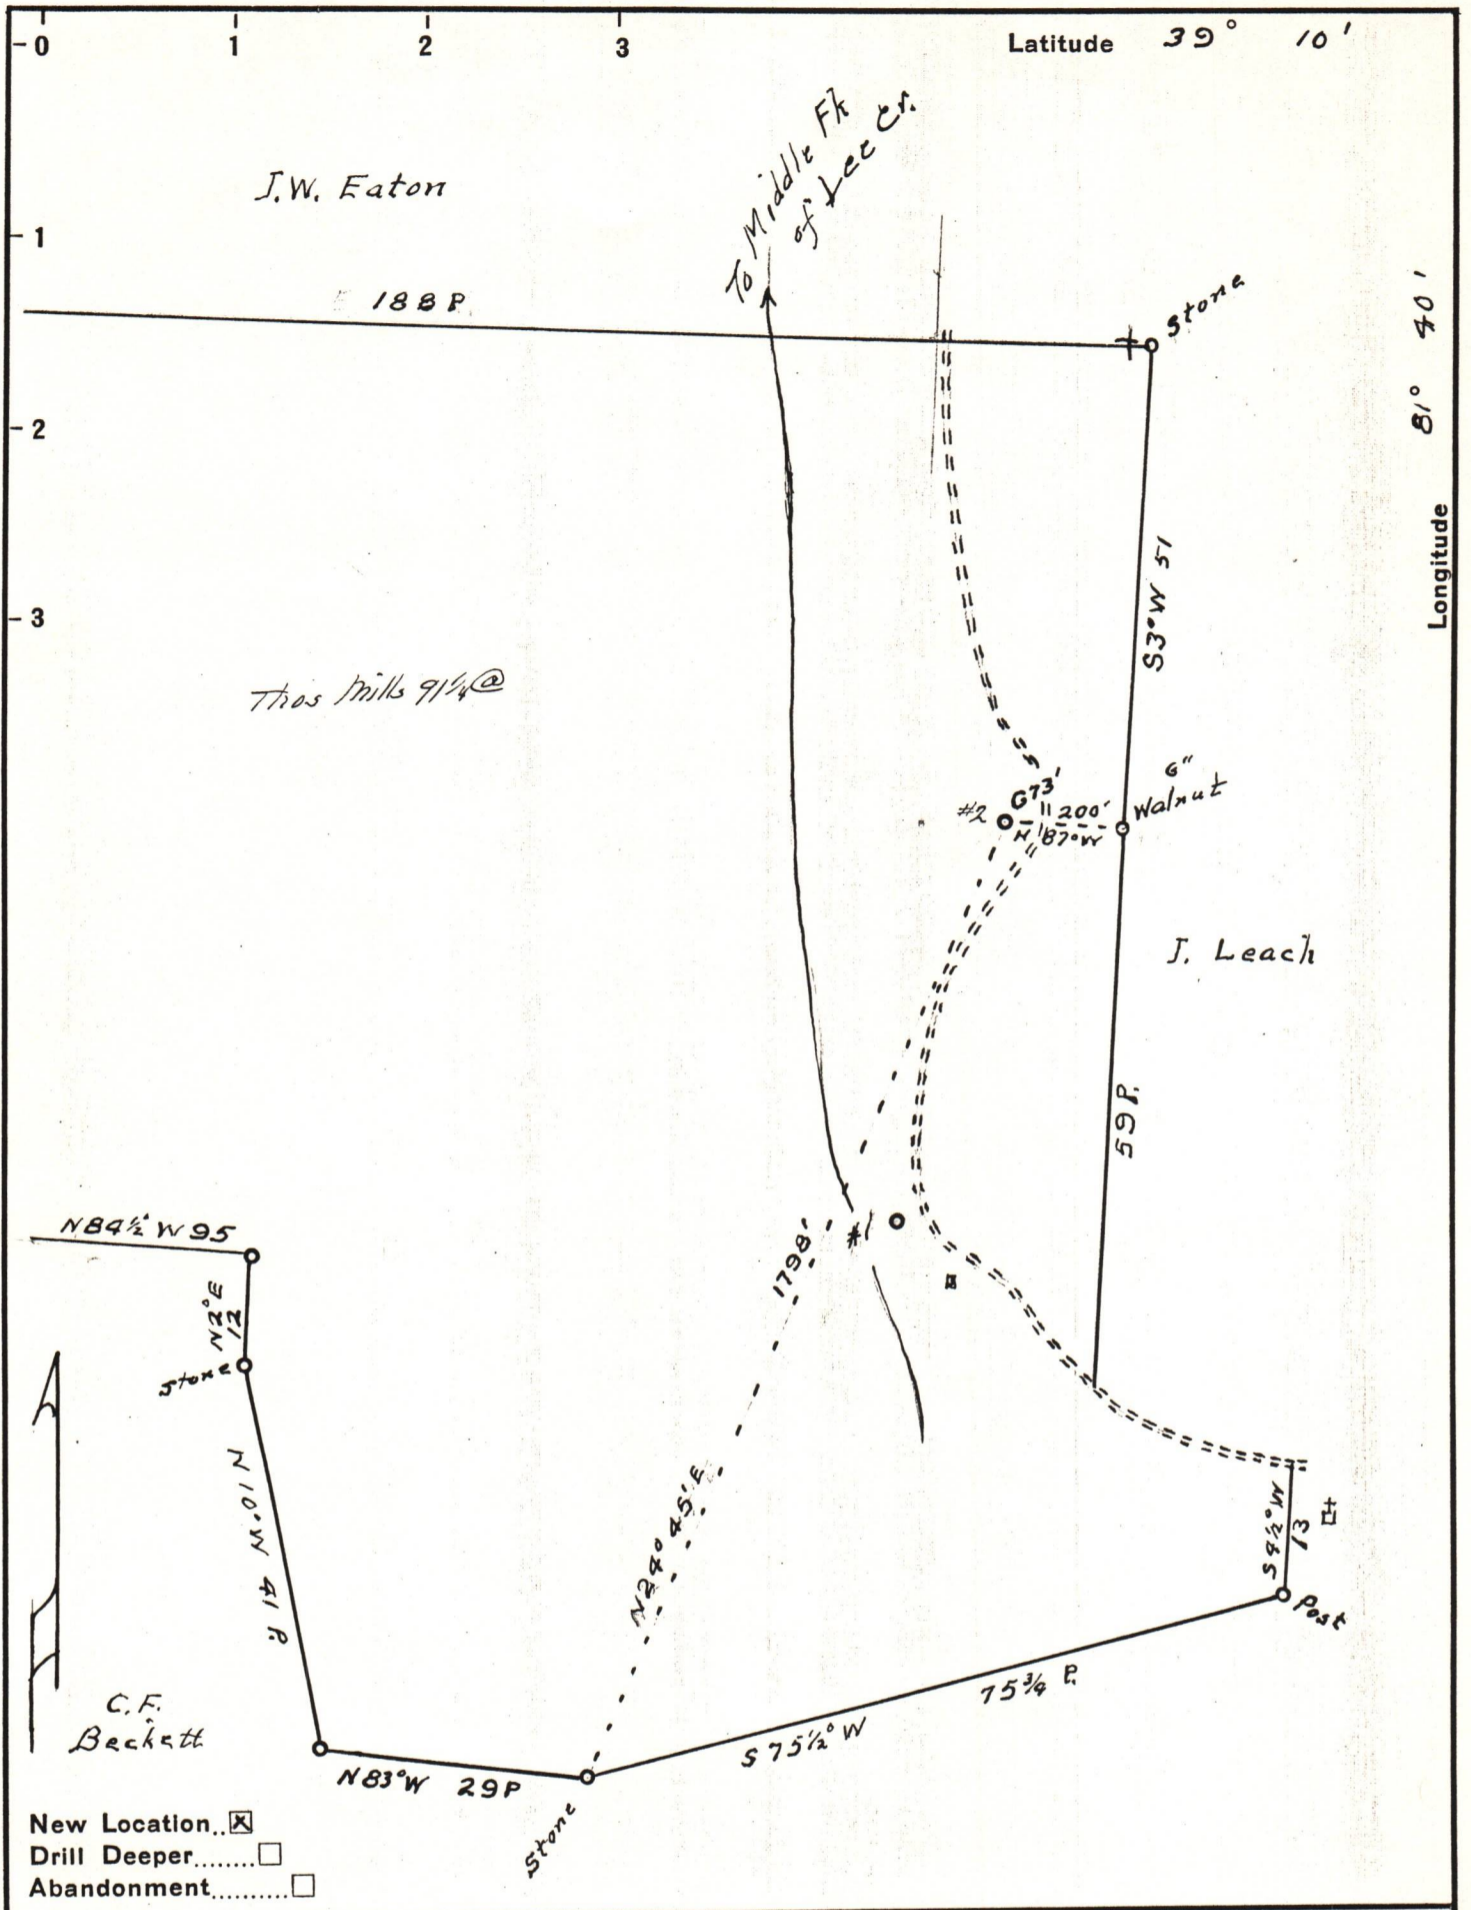 0 1 2 3 Latitude 39° 10'
To Middle Fk
of Lee Cr.
J.W. Eaton
1
188 P.
Stone
81° 40'
Longitude
2
S3°W 51
3
Thos Mills 91¼ @
6"
Walnut
673'
200'
#2
N 87°W
J. Leach
59 P.
N84½° W 95
#1
1798'
N2°E
12
Stone
N 10° W 41 P.
N24° 45' E
S4½° W
13
Post
C.F.
Beckett
75¾ P.
S 75½° W
N83°W 29P
Stone
New Location..☒
Drill Deeper........☐
Abandonment..........☐